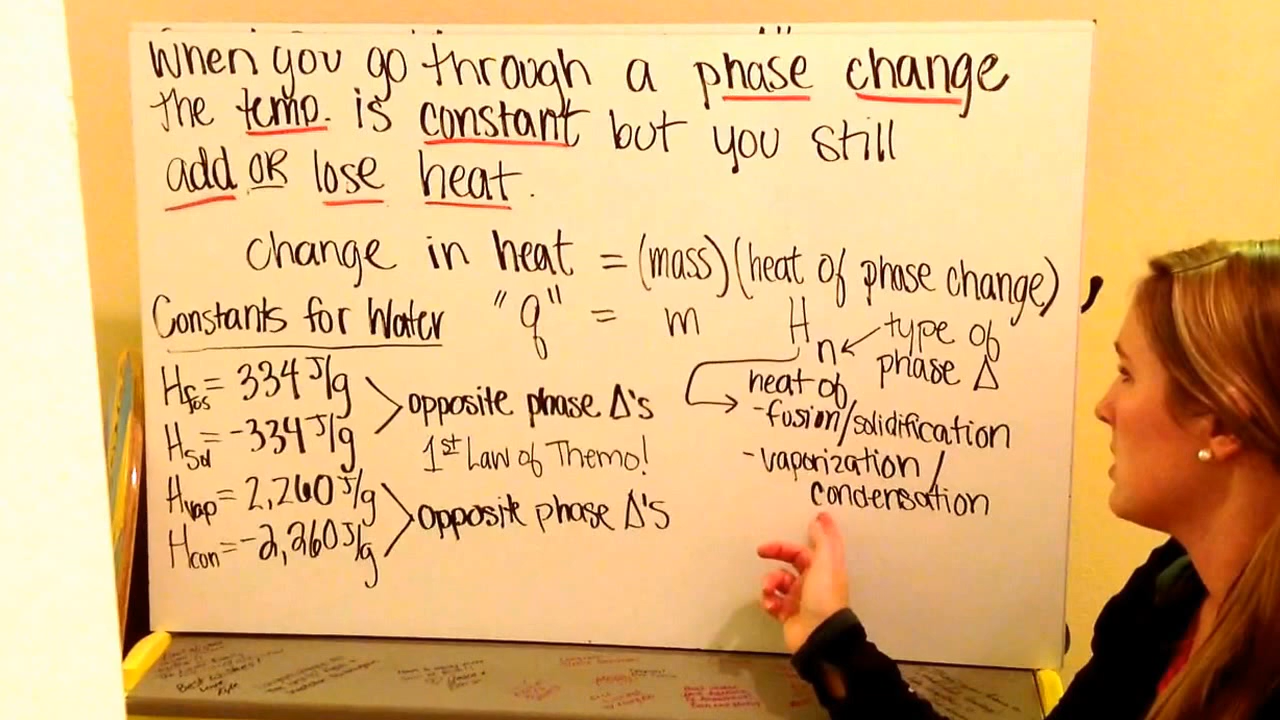 When you go through a phase change
the temp. is constant but you still
add OR lose heat.
change in heat = (mass)(heat of phase change)
"q" = m H n ← type of
phase Δ
Constants for Water
Hfus = 334 J/g
Hsol = -334 J/g
> opposite phase Δ's
1st Law of Themo!
Hvap = 2,260 J/g
Hcon = -2,260 J/g
> opposite phase Δ's
heat of
-fusion/solidification
-vaporization/
condensation